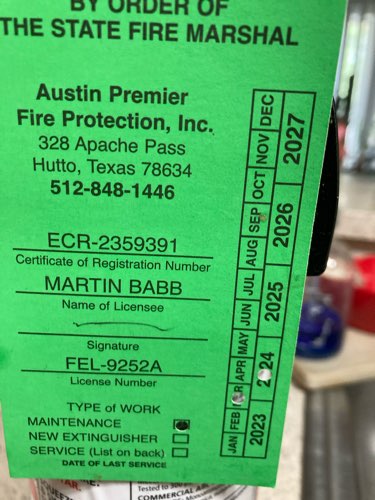 BY ORDER OF
THE STATE FIRE MARSHAL
Austin Premier
Fire Protection, Inc.
328 Apache Pass
Hutto, Texas 78634
512-848-1446
ECR-2359391
Certificate of Registration Number
MARTIN BABB
Name of Licensee
Signature
FEL-9252A
License Number
TYPE OF WORK
MAINTENANCE
NEW EXTINGUISHER
SERVICE (List on back)
DATE OF LAST SERVICE
JAN FEB R APR MAY JUN JUL AUG SEP OCT NOV DEC
2023 2024 2025 2026 2027
COMMERCIAL